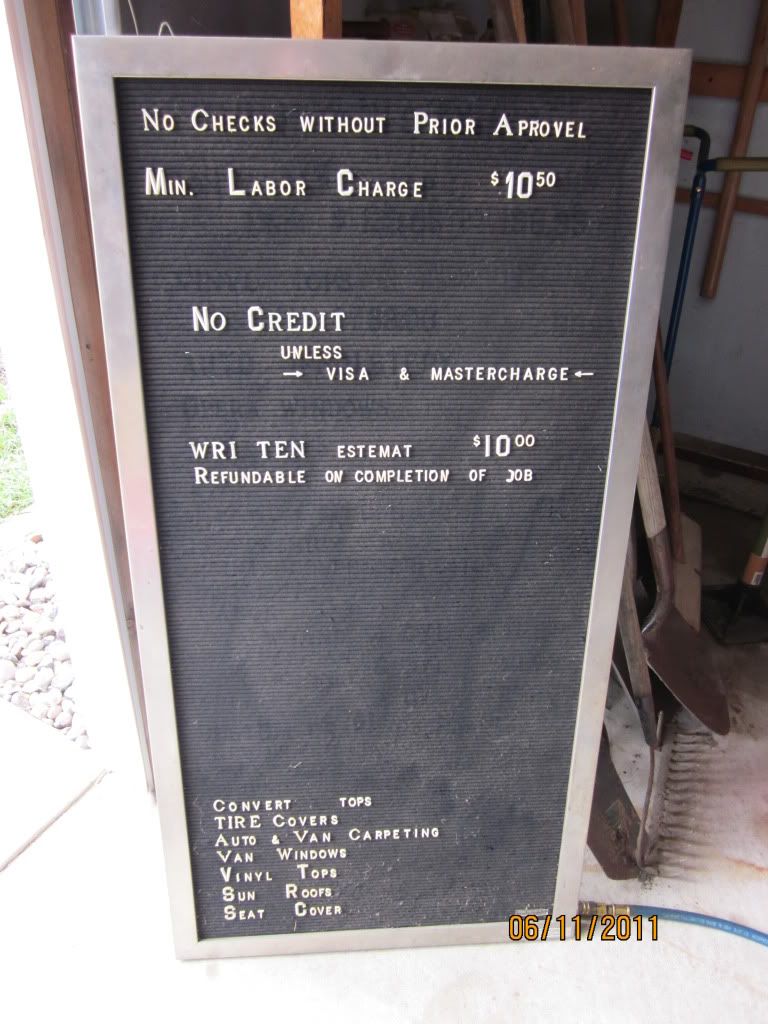 No Checks without Prior Aprovel
Min. Labor Charge $10 50
No Credit
unless
→ visa & mastercharge ←
WRI TEN estemat $10 00
Refundable on completion of job
Convert tops
TIRE Covers
Auto & Van Carpeting
Van Windows
Vinyl Tops
Sun Roofs
Seat Cover
06/11/2011